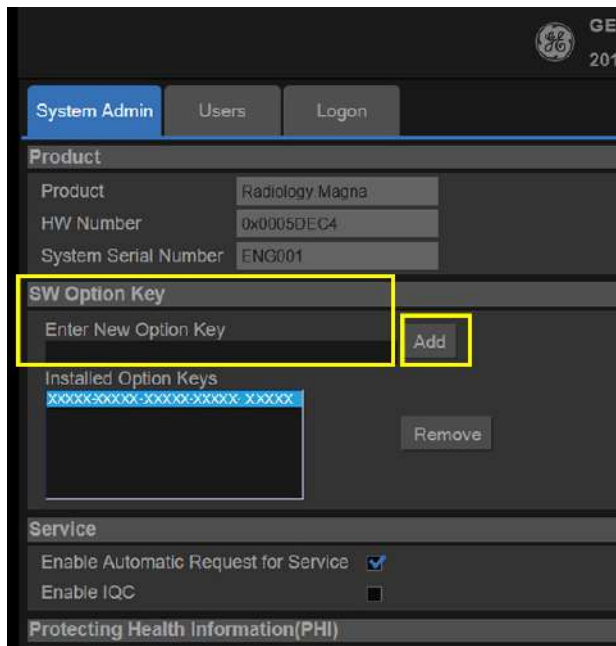 GE
201
System Admin Users Logon
Product
Product Radiology Magna
HW Number 0x0005DEC4
System Serial Number ENG001
SW Option Key
Enter New Option Key
Add
Installed Option Keys
XXXXX-XXXXX-XXXXX-XXXXX-XXXXX
Remove
Service
Enable Automatic Request for Service
Enable IQC
Protecting Health Information(PHI)